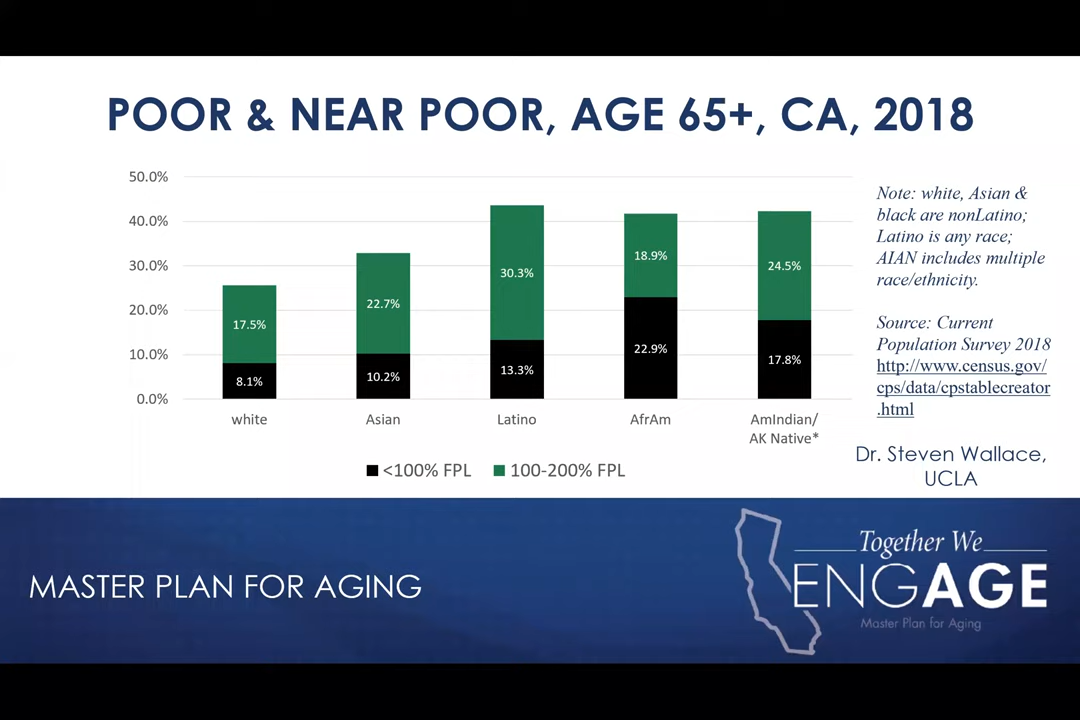 POOR & NEAR POOR, AGE 65+, CA, 2018
50.0%
40.0%
30.0%
20.0%
10.0%
0.0%
17.5%
8.1%
22.7%
10.2%
30.3%
13.3%
18.9%
22.9%
24.5%
17.8%
white
Asian
Latino
AfrAm
AmIndian/
AK Native*
<100% FPL
100-200% FPL
Note: white, Asian &
black are nonLatino;
Latino is any race;
AIAN includes multiple
race/ethnicity.
Source: Current
Population Survey 2018
http://www.census.gov/
cps/data/cpstablecreator
.html
Dr. Steven Wallace,
UCLA
MASTER PLAN FOR AGING
Together We
ENGAGE
Master Plan for Aging